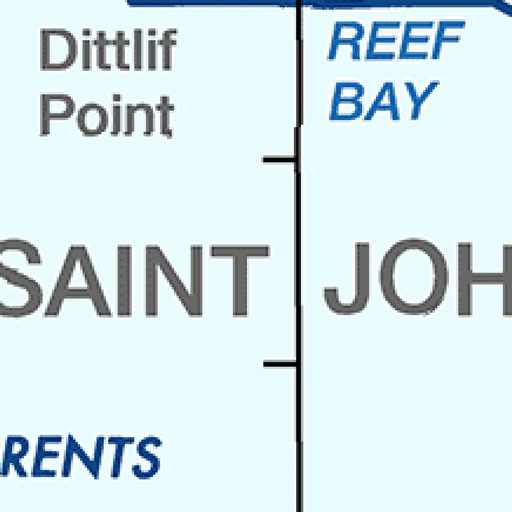 Dittlif
Point
REEF
BAY
SAINT JOH
RENTS